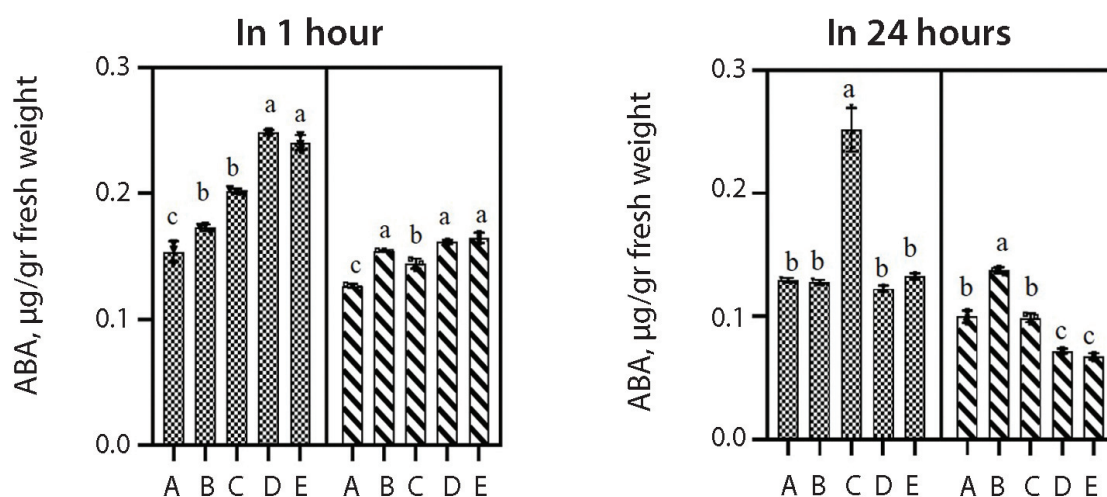 In 1 hour
ABA, µg/gr fresh weight
0.3
0.2
0.1
0.0
c
b
b
a
a
c
a
b
a
a
A B C D E A B C D E
In 24 hours
ABA, µg/gr fresh weight
0.3
0.2
0.1
0.0
b
b
a
b
b
b
a
b
c
c
A B C D E A B C D E